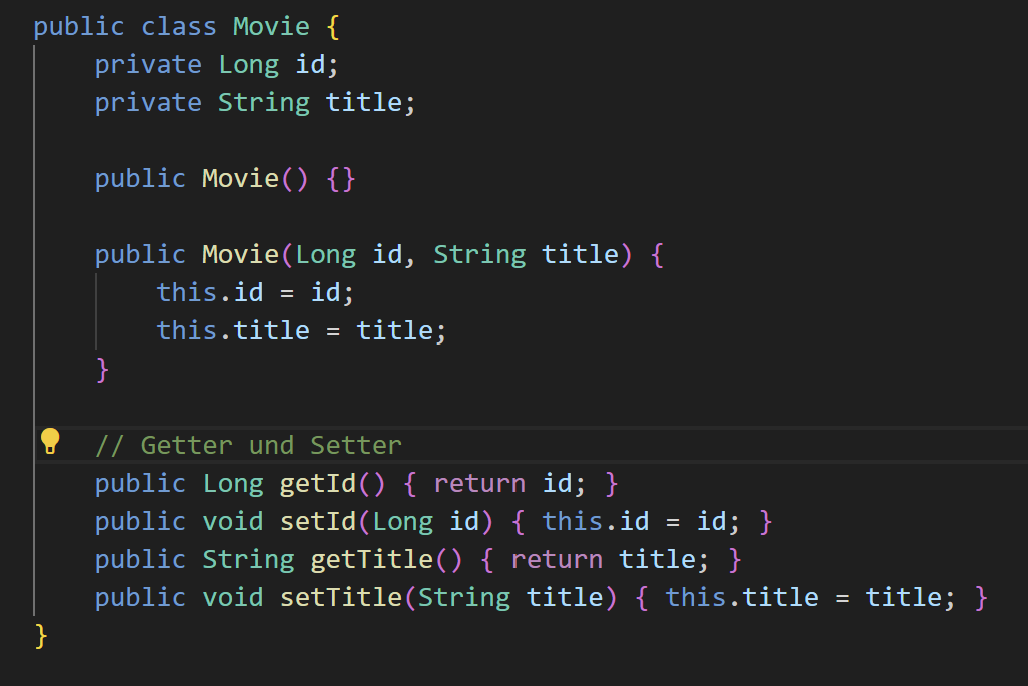 public class Movie {
    private Long id;
    private String title;

    public Movie() {}

    public Movie(Long id, String title) {
        this.id = id;
        this.title = title;
    }

    // Getter und Setter
    public Long getId() { return id; }
    public void setId(Long id) { this.id = id; }
    public String getTitle() { return title; }
    public void setTitle(String title) { this.title = title; }
}